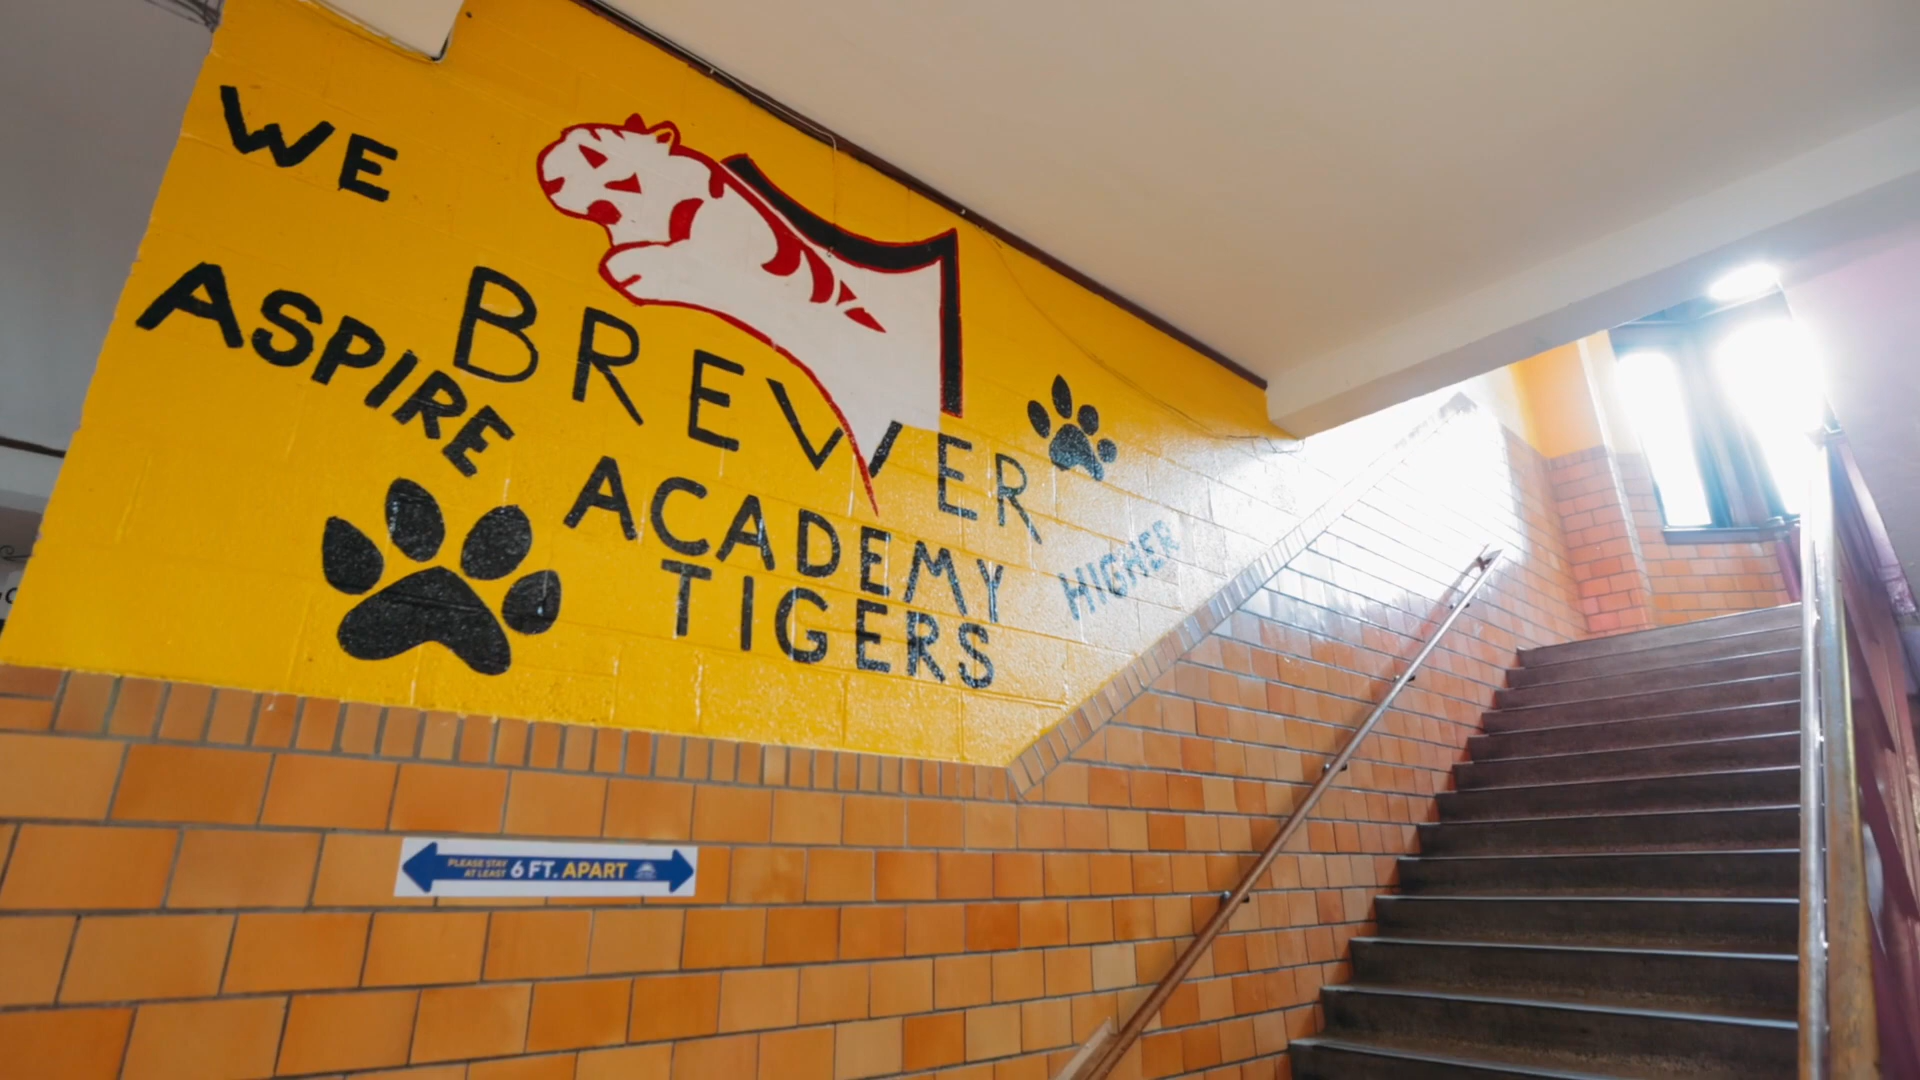 WE
ASPIRE
HIGHER
BREWER
ACADEMY
TIGERS
PLEASE STAY
AT LEAST
6 FT. APART